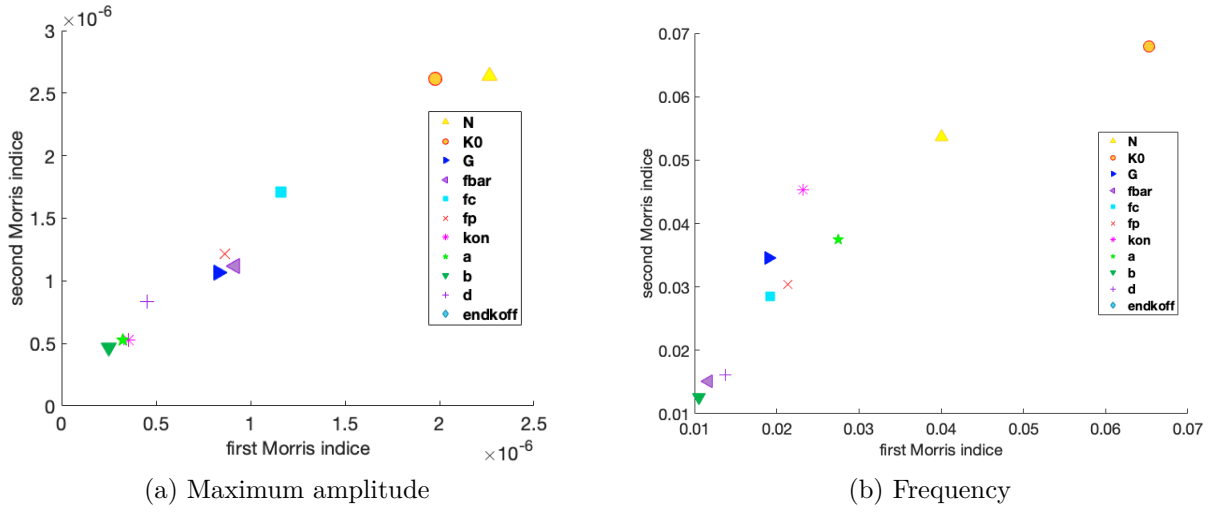 ×10⁻⁶
3
2.5
2
1.5
1
0.5
0
second Morris indice
0
0.5
1
1.5
2
2.5
first Morris indice
×10⁻⁶
N
K0
G
fbar
fc
fp
kon
a
b
d
endkoff
(a) Maximum amplitude
0.07
0.06
0.05
0.04
0.03
0.02
0.01
second Morris indice
0.01
0.02
0.03
0.04
0.05
0.06
0.07
first Morris indice
N
K0
G
fbar
fc
fp
kon
a
b
d
endkoff
(b) Frequency